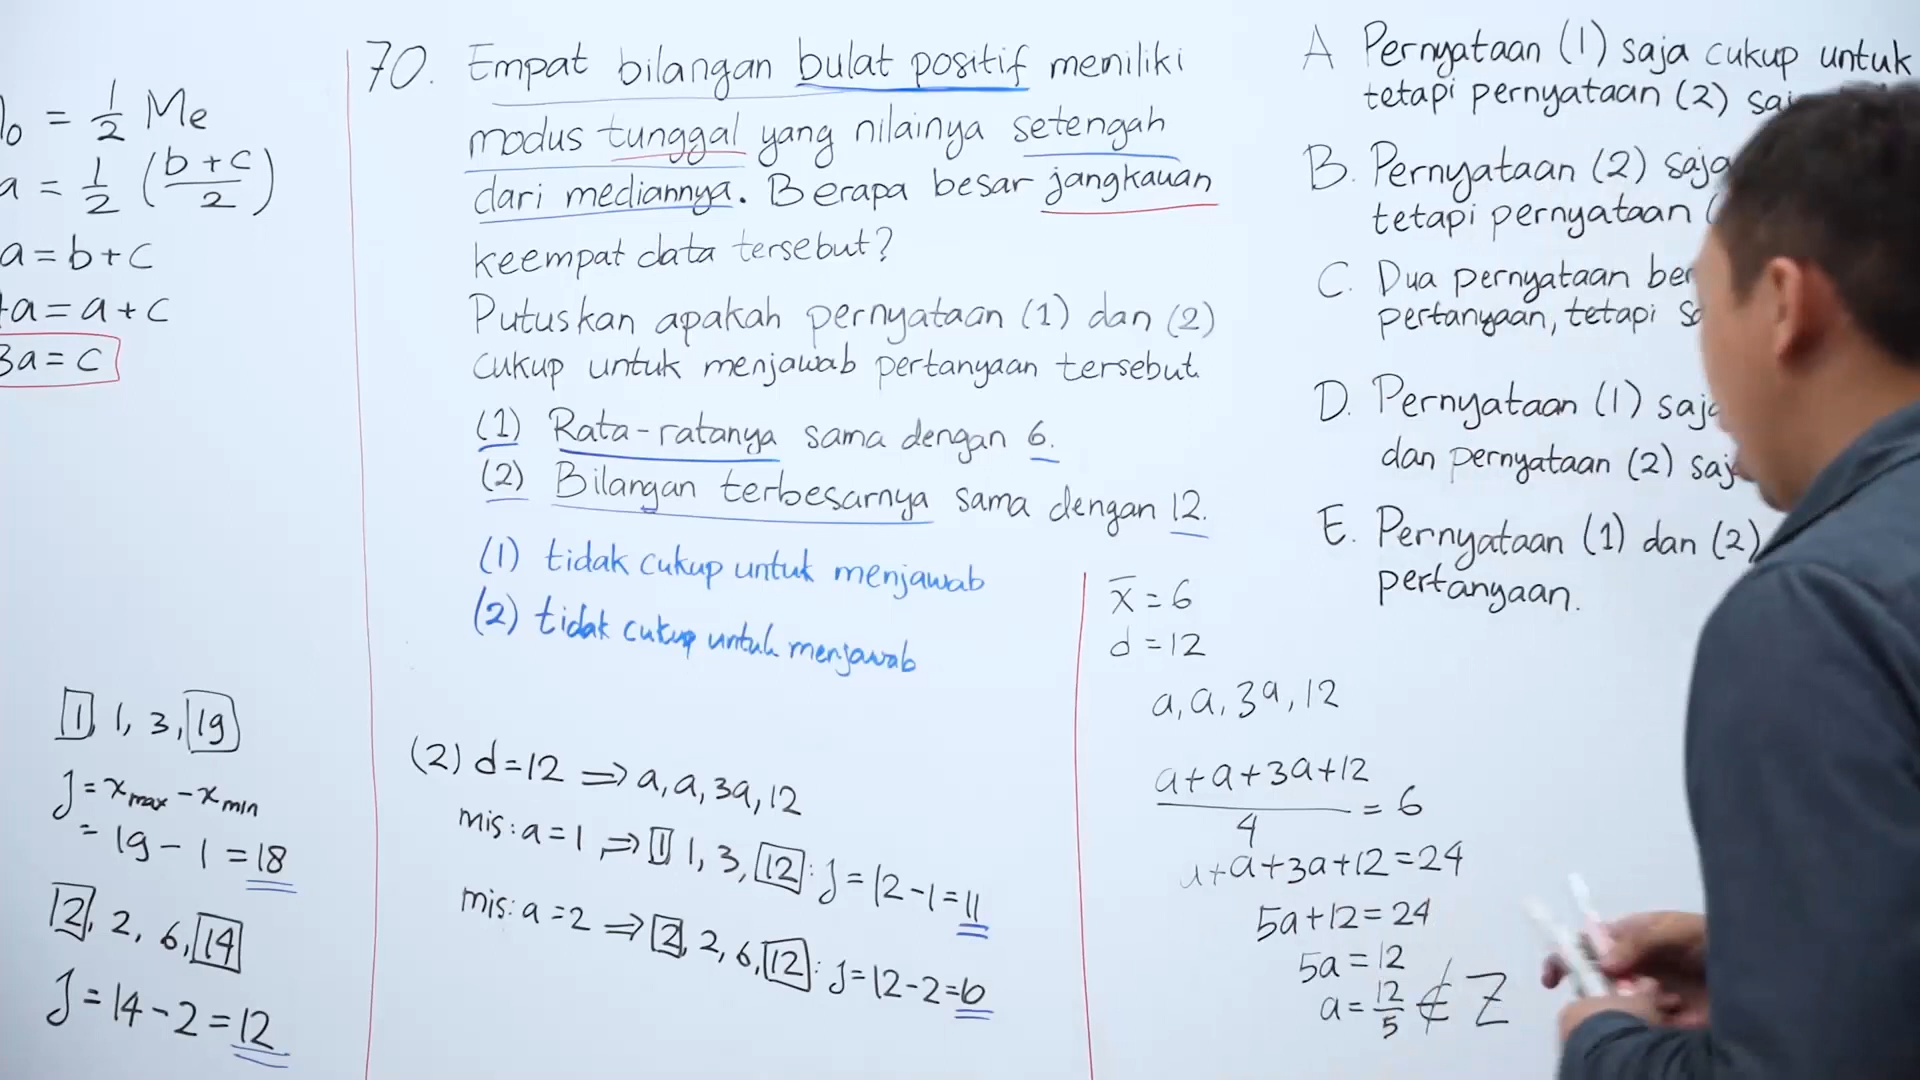 = 1/2 Me
a = 1/2 (b+c/2)
a = b+c
a = a+c
3a = c
1, 1, 3, 19
J = xmax - xmin
= 19 - 1 = 18
2, 2, 6, 14
J = 14 - 2 = 12
70. Empat bilangan bulat positif memiliki
modus tunggal yang nilainya setengah
dari mediannya. Berapa besar jangkauan
keempat data tersebut?
Putuskan apakah pernyataan (1) dan (2)
cukup untuk menjawab pertanyaan tersebut.
(1) Rata-ratanya sama dengan 6.
(2) Bilangan terbesarnya sama dengan 12.
(1) tidak cukup untuk menjawab
(2) tidak cukup untuk menjawab
(2) d=12 ⇒ a, a, 3a, 12
mis: a=1 ⇒ 1, 1, 3, 12 : J = 12-1 = 11
mis: a=2 ⇒ 2, 2, 6, 12 : J = 12-2 = 10
x̄ = 6
d = 12
a, a, 3a, 12
a+a+3a+12/4 = 6
a+a+3a+12 = 24
5a+12 = 24
5a = 12
a = 12/5 ∉ Z
A Pernyataan (1) saja cukup untuk
tetapi pernyataan (2)
B. Pernyataan (2) saja
tetapi pernyataan
C. Dua pernyataan
pertanyaan, tetapi
D. Pernyataan (1) saja
dan pernyataan (2) saja
E. Pernyataan (1) dan (2)
pertanyaan.